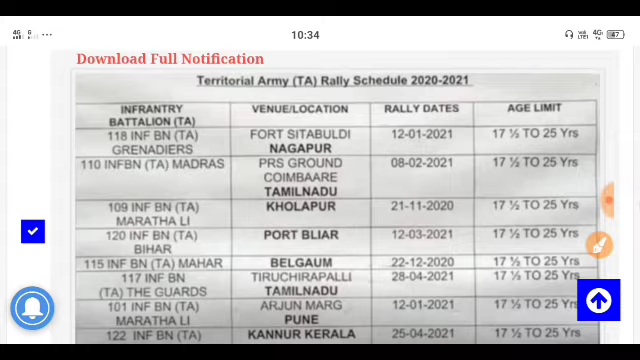 4G
10:34
4G
47
Download Full Notification
Territorial Army (TA) Rally Schedule 2020-2021
INFRANTRY BATTALION (TA) VENUE/LOCATION RALLY DATES AGE LIMIT
118 INF BN (TA) GRENADIERS FORT SITABULDI NAGAPUR 12-01-2021 17 ½ TO 25 Yrs
110 INFBN (TA) MADRAS PRS GROUND COIMBAARE TAMILNADU 08-02-2021 17 ½ TO 25 Yrs
109 INF BN (TA) MARATHA LI KHOLAPUR 21-11-2020 17 ½ TO 25 Yrs
120 INF BN (TA) BIHAR PORT BLIAR 12-03-2021 17 ½ TO 25 Yrs
115 INF BN (TA) MAHAR BELGAUM 22-12-2020 17 ½ TO 25 Yrs
117 INF BN (TA) THE GUARDS TIRUCHIRAPALLI TAMILNADU 28-04-2021 17 ½ TO 25 Yrs
101 INF BN (TA) MARATHA LI ARJUN MARG PUNE 12-01-2021 17 ½ TO 25 Yrs
122 INF BN (TA) KANNUR KERALA 25-04-2021 17 ½ TO 25 Yrs